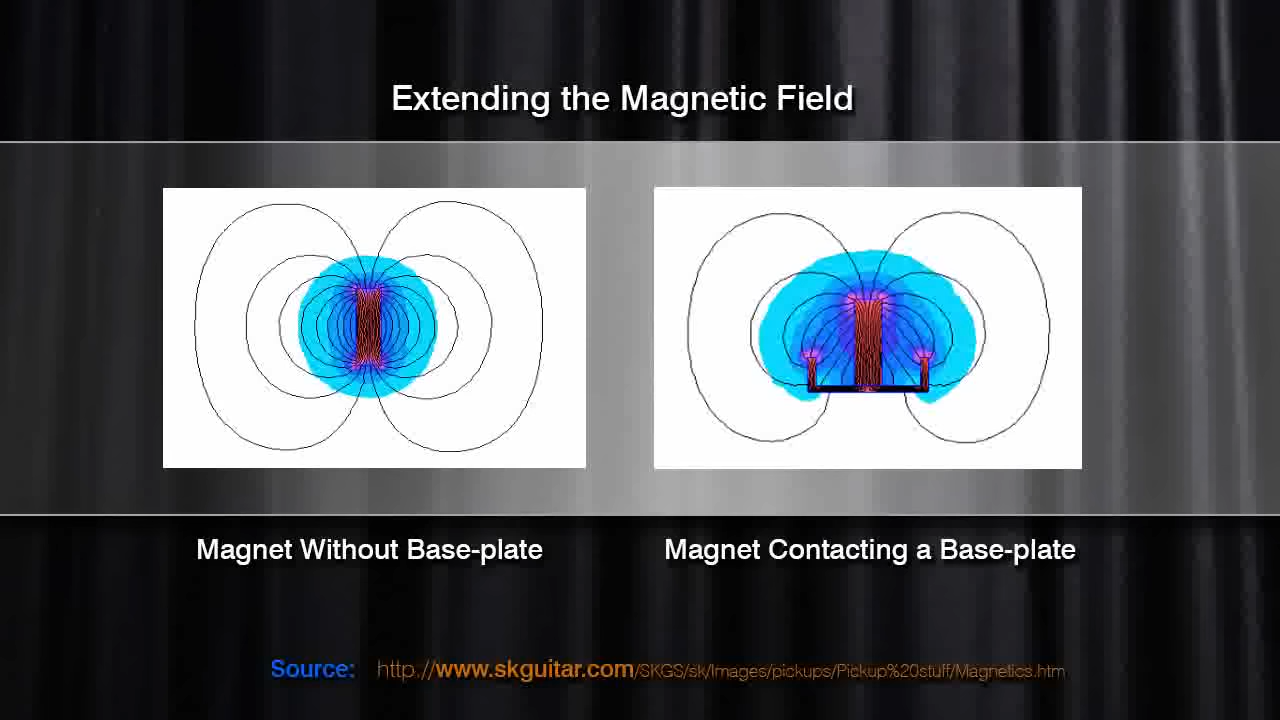 Extending the Magnetic Field
Magnet Without Base-plate
Magnet Contacting a Base-plate
Source: http://www.skguitar.com/SKGS/sk/Images/pickups/Pickup%20stuff/Magnetics.htm